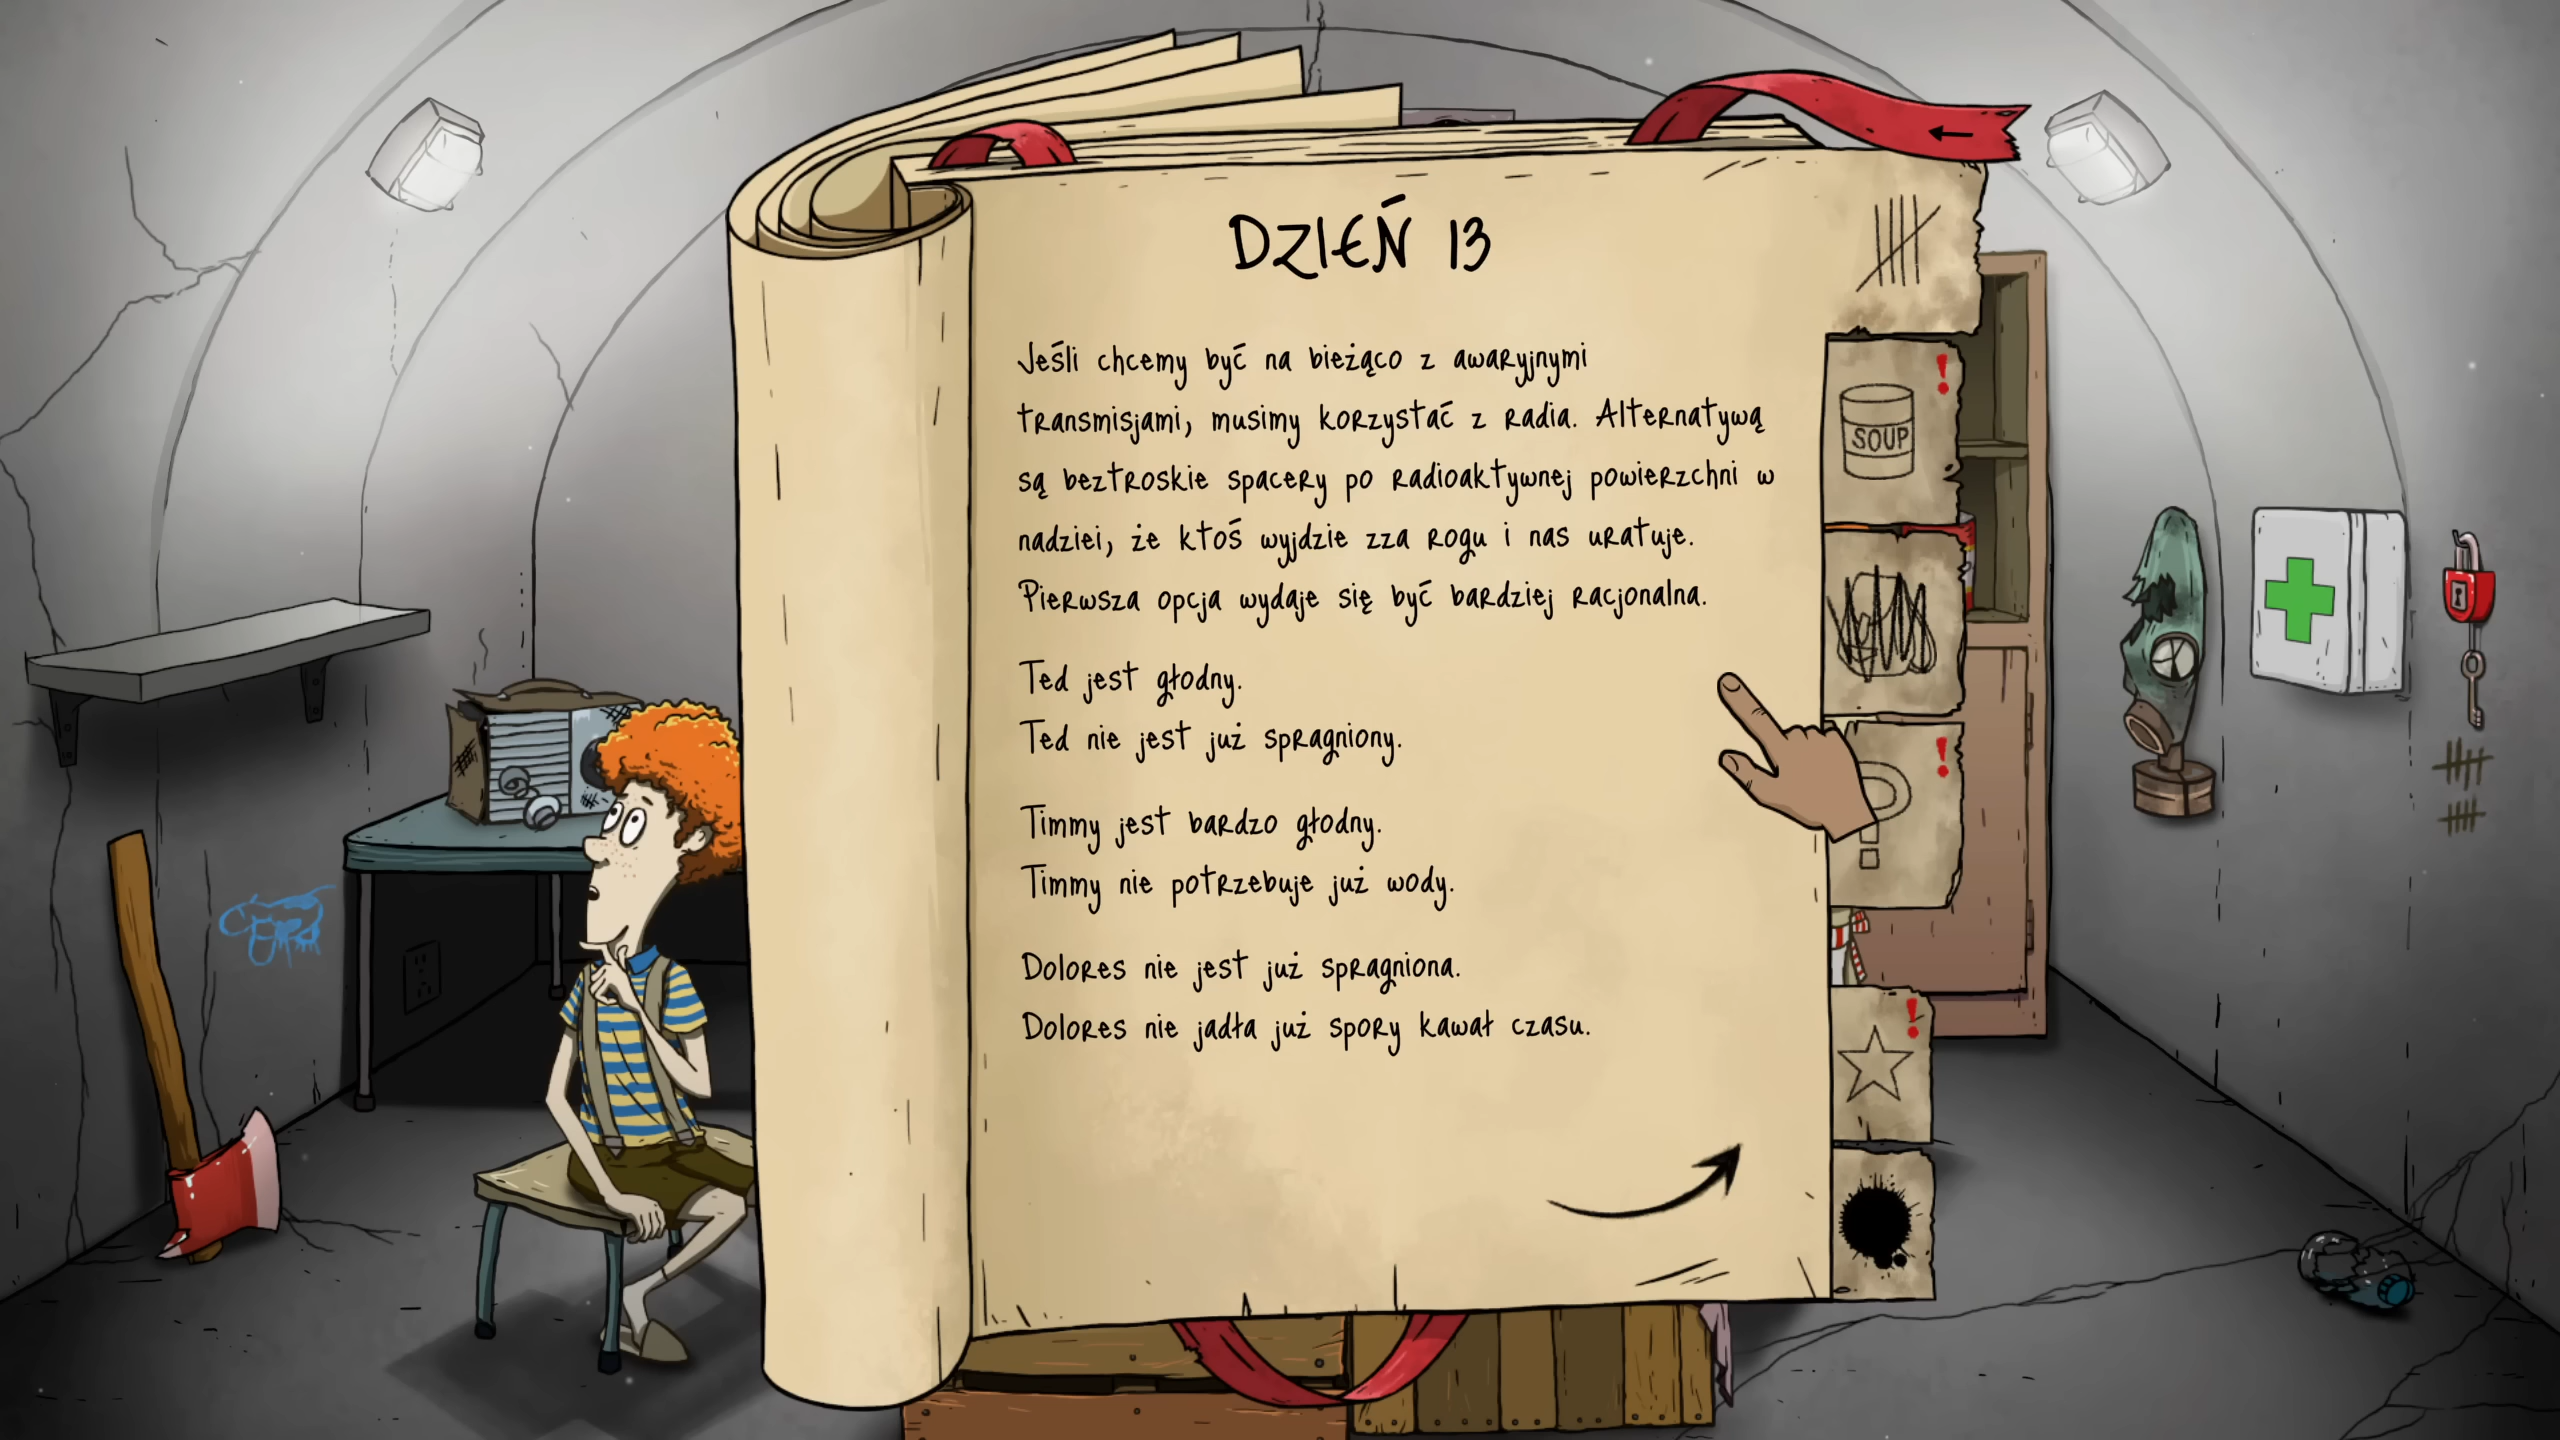 DZIEŃ 13
Jeśli chcemy być na bieżąco z awaryjnymi
transmisjami, musimy korzystać z radia. Alternatywą
są beztroskie spacery po radioaktywnej powierzchni w
nadziei, że ktoś wyjdzie zza rogu i nas uratuje.
Pierwsza opcja wydaje się być bardziej racjonalna.
Ted jest głodny.
Ted nie jest już spragniony.
Timmy jest bardzo głodny.
Timmy nie potrzebuje już wody.
Dolores nie jest już spragniona.
Dolores nie jadła już spory kawał czasu.
!
SOUP
!
?
!